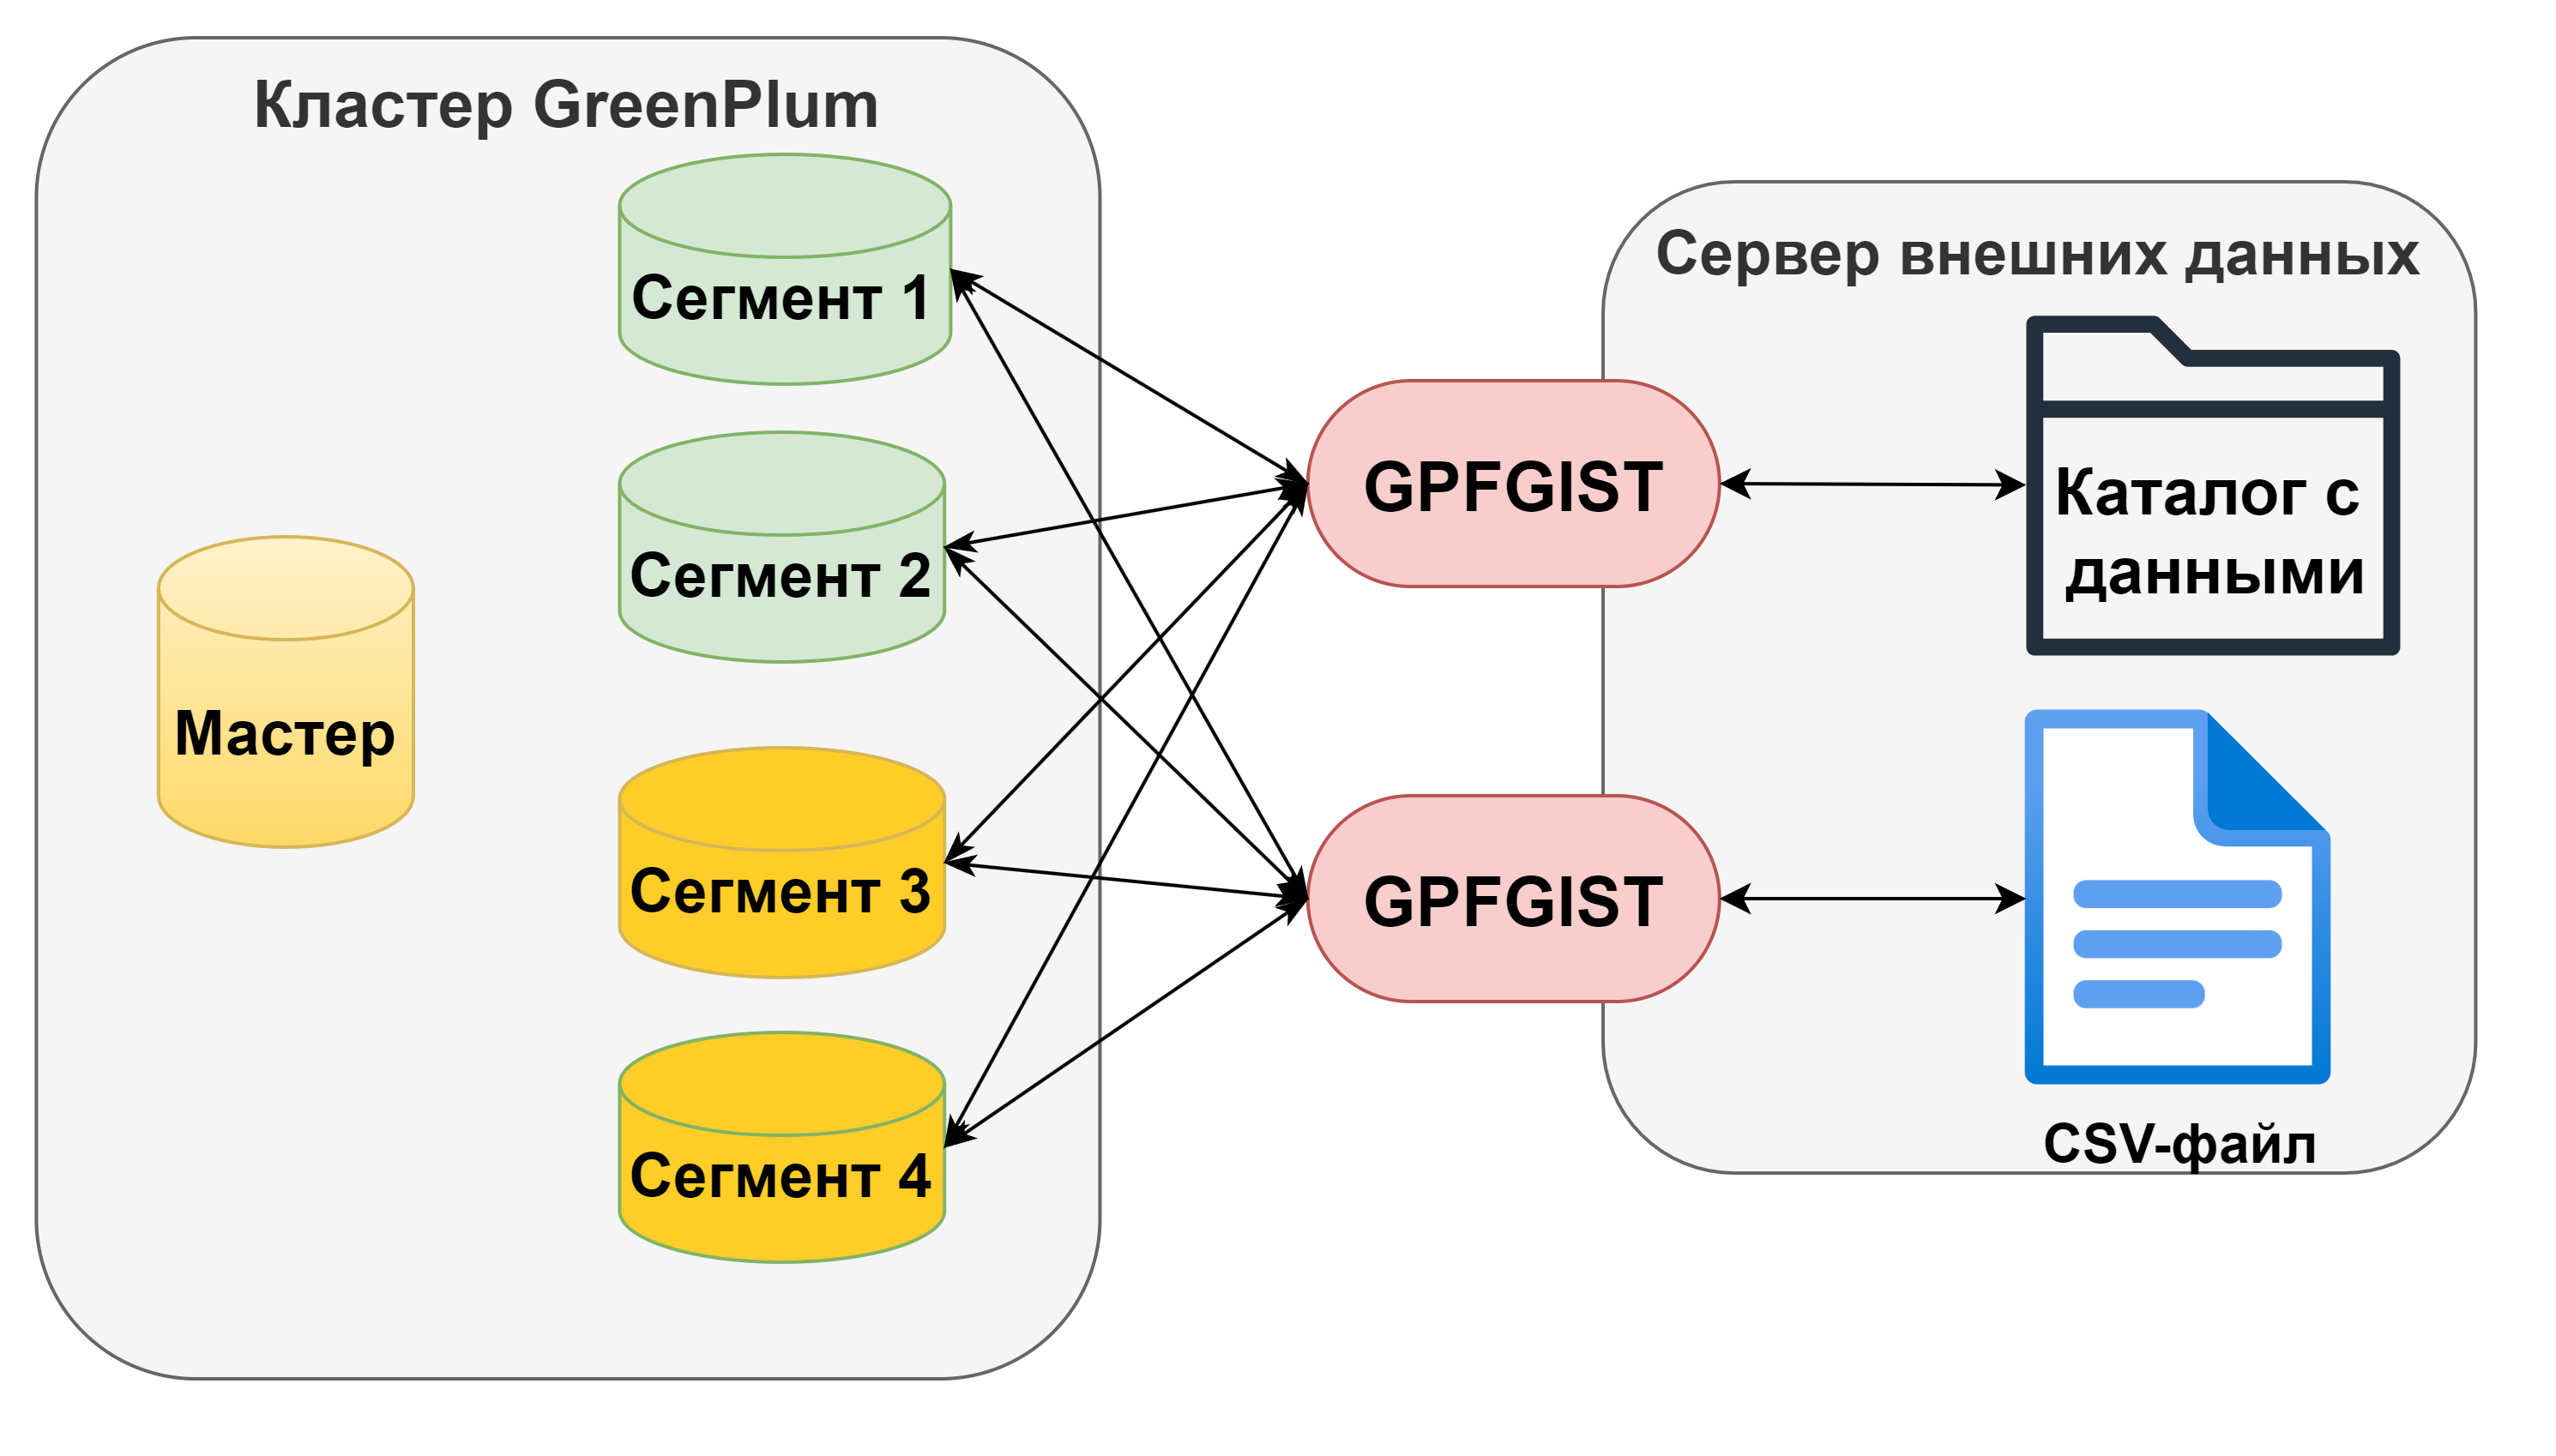 Кластер GreenPlum
Сегмент 1
Сегмент 2
Мастер
Сегмент 3
Сегмент 4
GPFGIST
GPFGIST
Сервер внешних данных
Каталог с
данными
CSV-файл